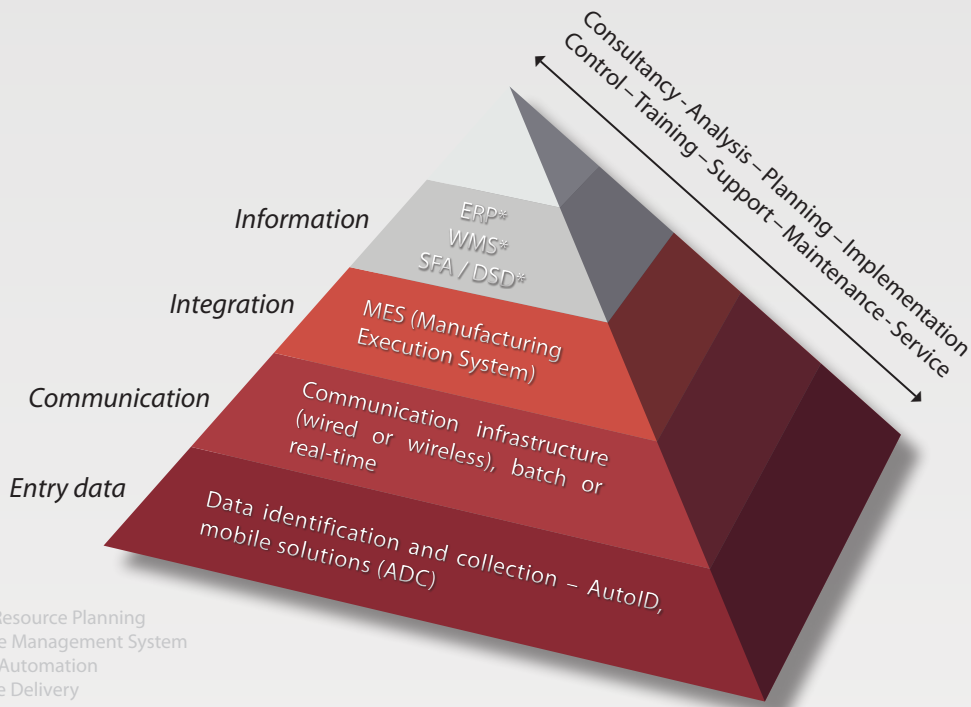 Consultancy - Analysis – Planning – Implementation
Control – Training – Support – Maintenance - Service
Information
ERP*
WMS*
SFA / DSD*
Integration
MES (Manufacturing
Execution System)
Communication
Communication infrastructure
(wired or wireless), batch or
real-time
Entry data
Data identification and collection – AutoID,
mobile solutions (ADC)
Resource Planning
Management System
Automation
Delivery